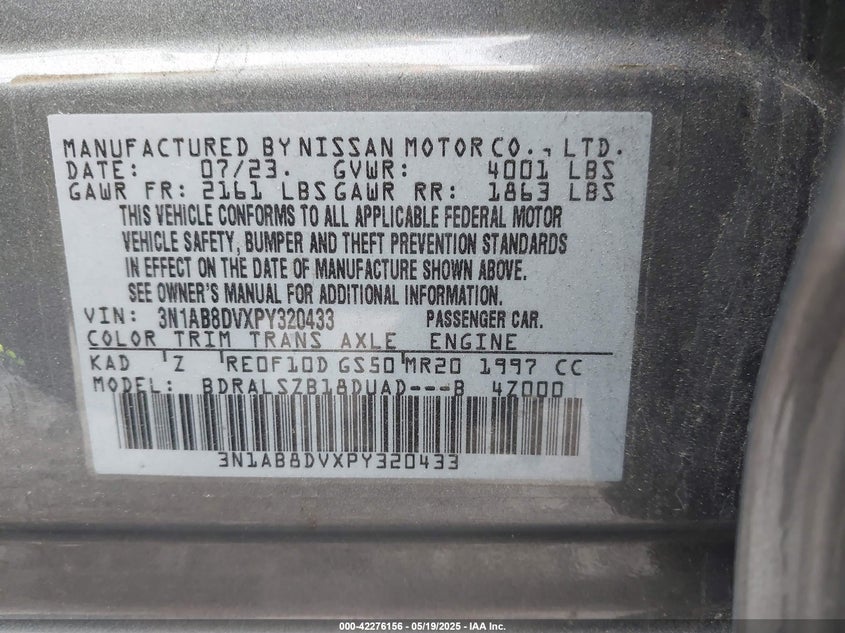 MANUFACTURED BY NISSAN MOTOR CO., LTD.
DATE: 07/23. GVWR: 4001 LBS
GAWR FR: 2161 LBS GAWR RR: 1863 LBS
THIS VEHICLE CONFORMS TO ALL APPLICABLE FEDERAL MOTOR
VEHICLE SAFETY, BUMPER AND THEFT PREVENTION STANDARDS
IN EFFECT ON THE DATE OF MANUFACTURE SHOWN ABOVE.
SEE OWNER'S MANUAL FOR ADDITIONAL INFORMATION.
VIN: 3N1AB8DVXPY320433 PASSENGER CAR.
COLOR TRIM TRANS AXLE ENGINE
KAD Z RE0F10D GS50 MR20 1997 CC
MODEL: BDRALSZB18DUAD---B 4Z000
3N1AB8DVXPY320433
000-42276156 — 05/19/2025 — IAA Inc.